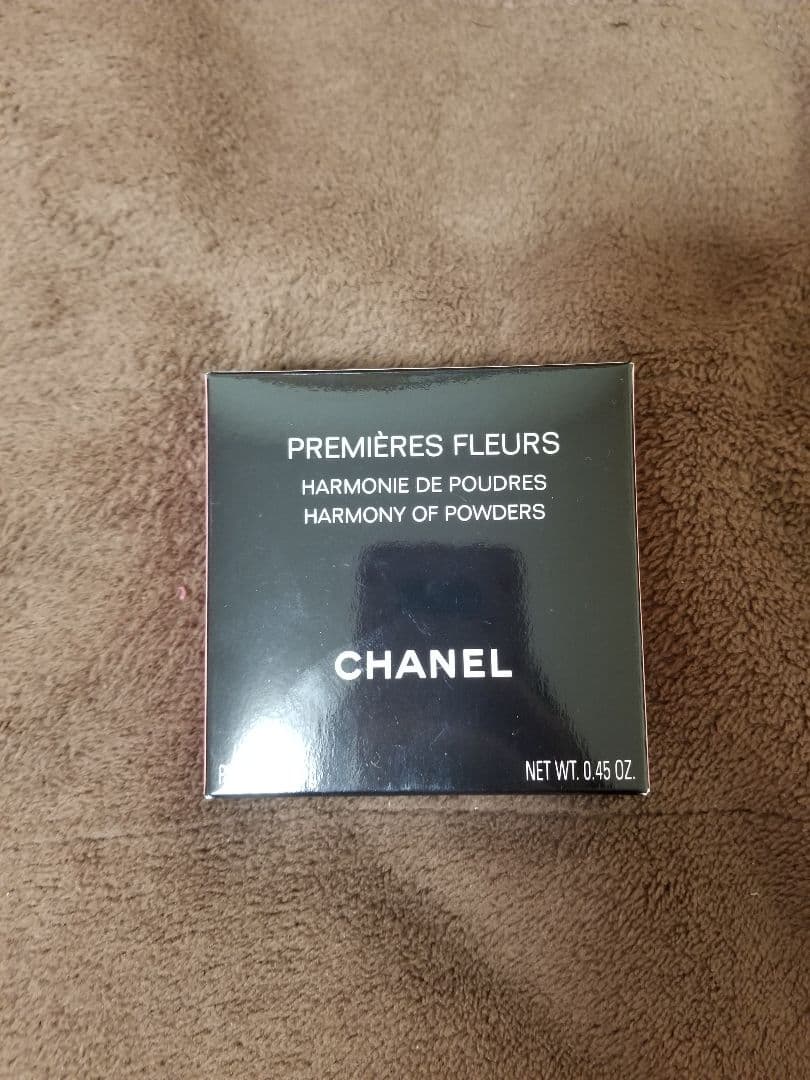 PREMIÈRES FLEURS
HARMONIE DE POUDRES
HARMONY OF POWDERS
CHANEL
NET WT. 0.45 OZ.